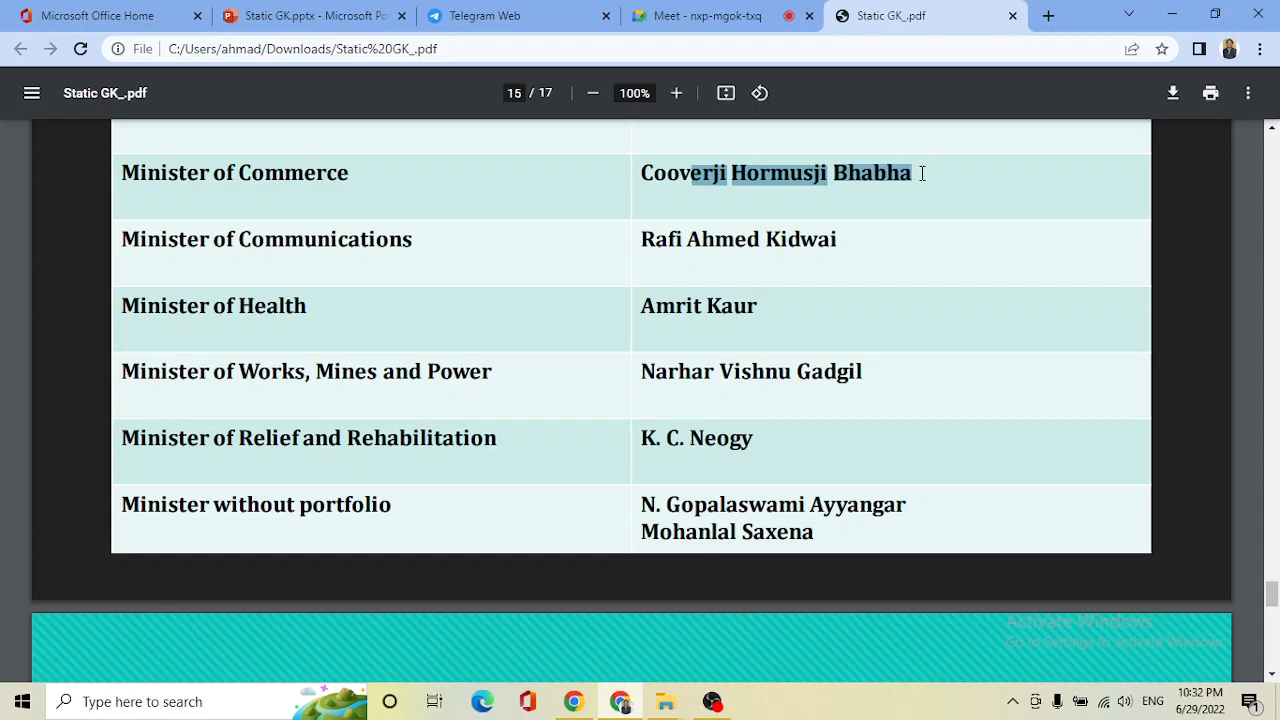 Microsoft Office Home
Static GK.pptx - Microsoft Po
Telegram Web
Meet - nxp-mgok-txq
Static GK_.pdf
File
C:/Users/ahmad/Downloads/Static%20GK_.pdf
Static GK_.pdf
15 / 17
100%
Minister of Commerce
Cooverji Hormusji Bhabha
Minister of Communications
Rafi Ahmed Kidwai
Minister of Health
Amrit Kaur
Minister of Works, Mines and Power
Narhar Vishnu Gadgil
Minister of Relief and Rehabilitation
K. C. Neogy
Minister without portfolio
N. Gopalaswami Ayyangar
Mohanlal Saxena
Activate Windows
Go to Settings to activate Windows.
Type here to search
ENG
10:32 PM
6/29/2022
1